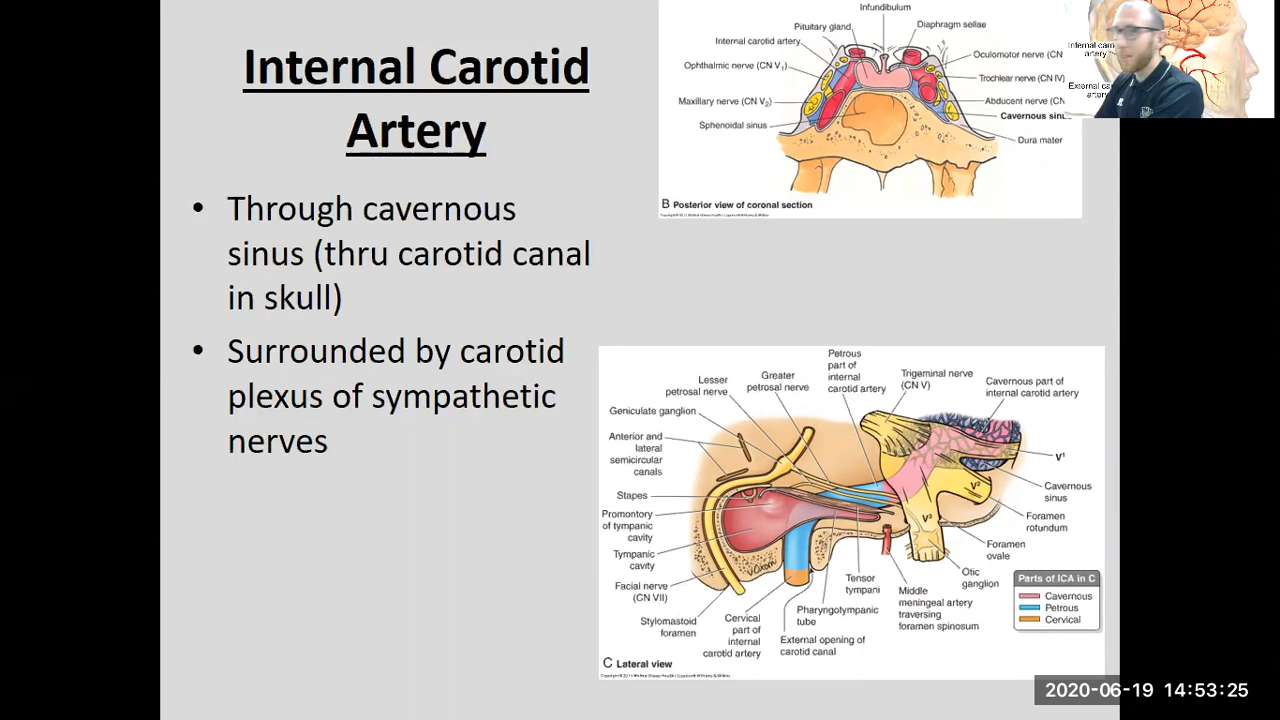 Internal Carotid
Artery
• Through cavernous
sinus (thru carotid canal
in skull)
• Surrounded by carotid
plexus of sympathetic
nerves
Infundibulum
Pituitary gland
Diaphragm sellae
Internal carotid artery
Ophthalmic nerve (CN V1)
Maxillary nerve (CN V2)
Sphenoidal sinus
Oculomotor nerve (CN
Trochlear nerve (CN IV)
Abducent nerve (CN
Cavernous sinu
Dura mater
B Posterior view of coronal section
Internal caro
artery
External ca
artery
Petrous
part of
internal
carotid artery
Lesser
petrosal nerve
Greater
petrosal nerve
Trigeminal nerve
(CN V)
Cavernous part of
internal carotid artery
Geniculate ganglion
Anterior and
lateral
semicircular
canals
Stapes
Promontory
of tympanic
cavity
Tympanic
cavity
Facial nerve
(CN VII)
Stylomastoid
foramen
Cervical
part of
internal
carotid artery
External opening of
carotid canal
Pharyngotympanic
tube
Tensor
tympani
Middle
meningeal artery
traversing
foramen spinosum
Otic
ganglion
Foramen
ovale
Foramen
rotundum
Cavernous
sinus
V1
V2
V3
Parts of ICA in C
Cavernous
Petrous
Cervical
C Lateral view
2020-06-19 14:53:25